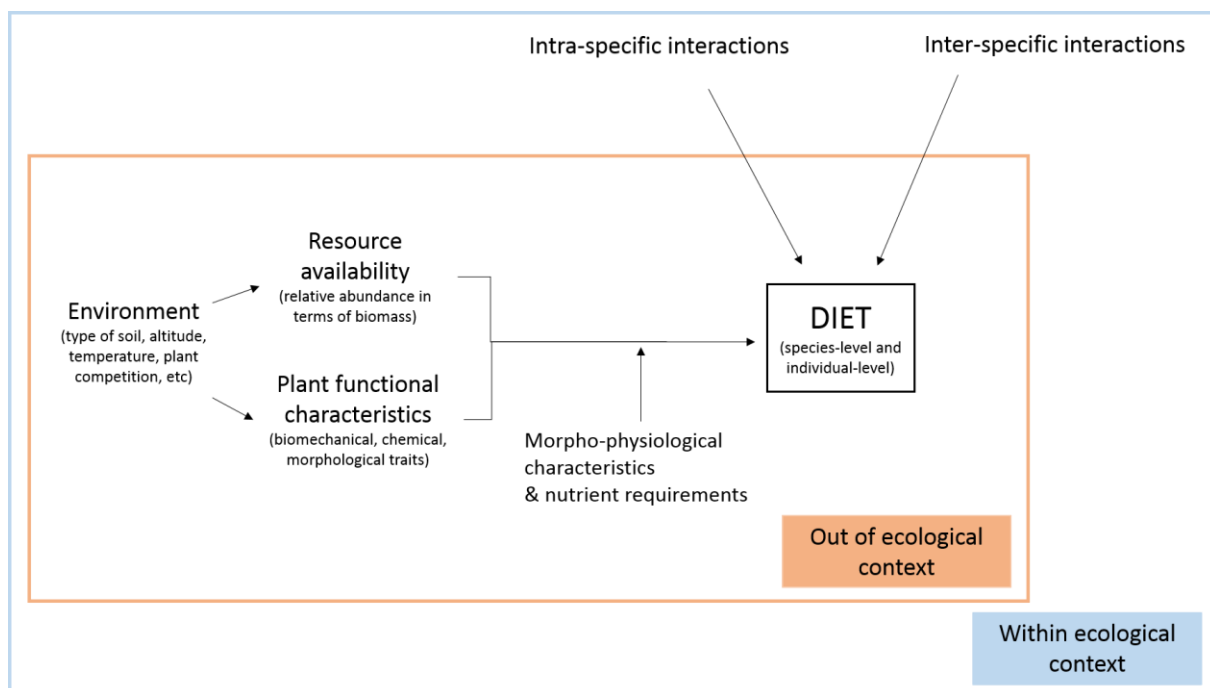 Intra-specific interactions
Inter-specific interactions
Resource
availability
(relative abundance in
terms of biomass)
Environment
(type of soil, altitude,
temperature, plant
competition, etc)
Plant functional
characteristics
(biomechanical, chemical,
morphological traits)
DIET
(species-level and
individual-level)
Morpho-physiological
characteristics
& nutrient requirements
Out of ecological
context
Within ecological
context